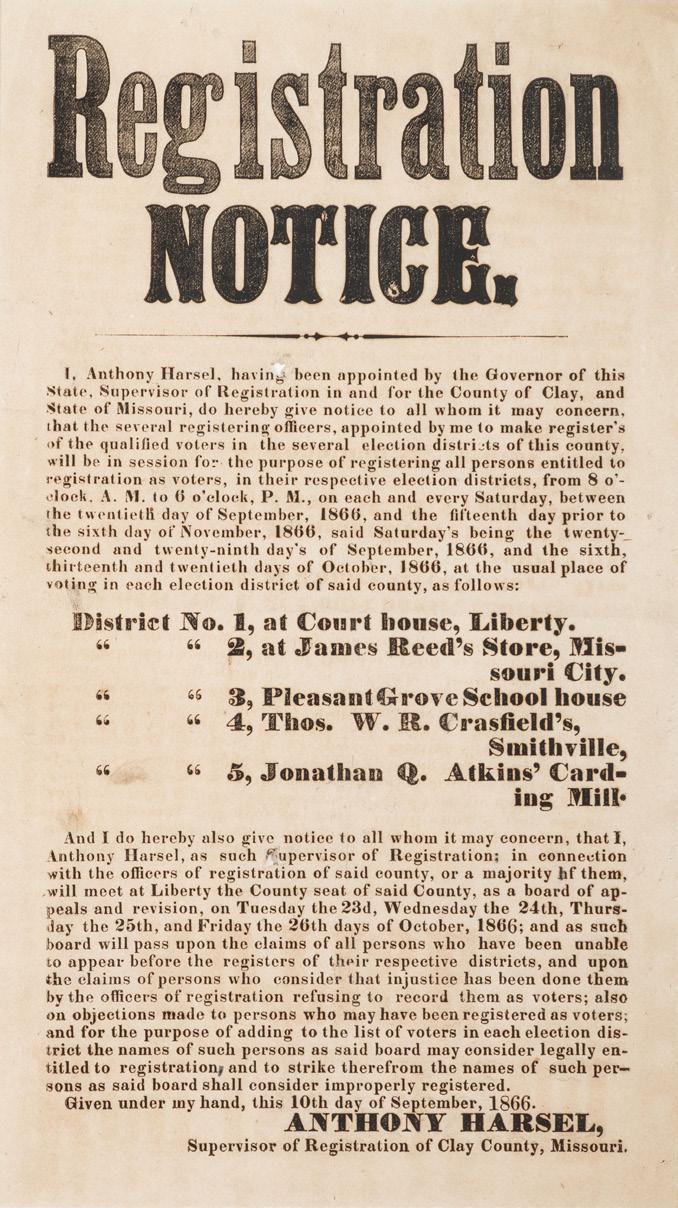 Registration
NOTICE.
I, Anthony Harsel, having been appointed by the Governor of this
State, Supervisor of Registration in and for the County of Clay, and
State of Missouri, do hereby give notice to all whom it may concern,
that the several registering officers, appointed by me to make register's
of the qualified voters in the several election districts of this county,
will be in session for the purpose of registering all persons entitled to
registration as voters, in their respective election districts, from 8 o'-
clock, A. M. to 6 o'clock, P. M., on each and every Saturday, between
the twentieth day of September, 1866, and the fifteenth day prior to
the sixth day of November, 1866, said Saturday's being the twenty-
second and twenty-ninth day's of September, 1866, and the sixth,
thirteenth and twentieth days of October, 1866, at the usual place of
voting in each election district of said county, as follows:
District No. 1, at Court house, Liberty.
“ “ 2, at James Reed's Store, Mis-
souri City.
“ “ 3, Pleasant Grove School house
“ “ 4, Thos. W. R. Crasfield's,
Smithville,
“ “ 5, Jonathan Q. Atkins' Card-
ing Mill.
And I do hereby also give notice to all whom it may concern, that I,
Anthony Harsel, as such Supervisor of Registration; in connection
with the officers of registration of said county, or a majority hf them,
will meet at Liberty the County seat of said County, as a board of ap-
peals and revision, on Tuesday the 23d, Wednesday the 24th, Thurs-
day the 25th, and Friday the 26th days of October, 1866; and as such
board will pass upon the claims of all persons who have been unable
to appear before the registers of their respective districts, and upon
the claims of persons who consider that injustice has been done them
by the officers of registration refusing to record them as voters; also
on objections made to persons who may have been registered as voters;
and for the purpose of adding to the list of voters in each election dis-
trict the names of such persons as said board may consider legally en-
titled to registration, and to strike therefrom the names of such per-
sons as said board shall consider improperly registered.
Given under my hand, this 10th day of September, 1866.
ANTHONY HARSEL,
Supervisor of Registration of Clay County, Missouri.